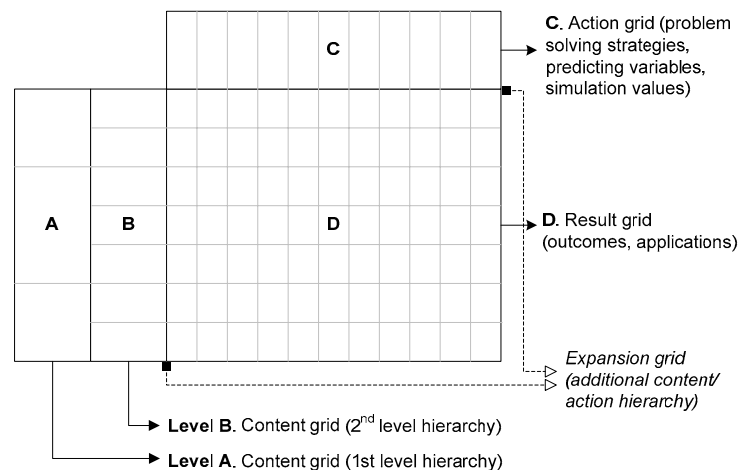 C
C. Action grid (problem
solving strategies,
predicting variables,
simulation values)
A
B
D
D. Result grid
(outcomes, applications)
Expansion grid
(additional content/
action hierarchy)
Level B. Content grid (2nd level hierarchy)
Level A. Content grid (1st level hierarchy)